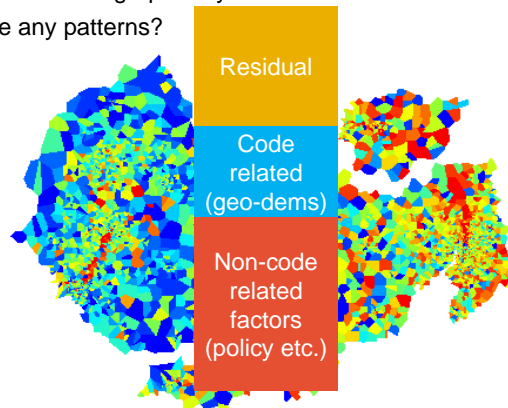 e any patterns?
Residual
Code
related
(geo-dems)
Non-code
related
factors
(policy etc.)